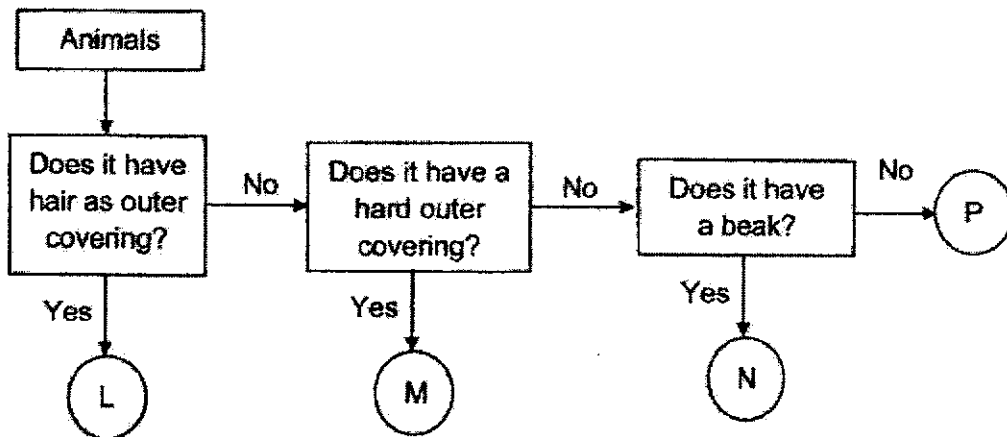 Animals
Does it have
hair as outer
covering?
No
Does it have a
hard outer
covering?
No
Does it have
a beak?
No
P
Yes
L
Yes
M
Yes
N